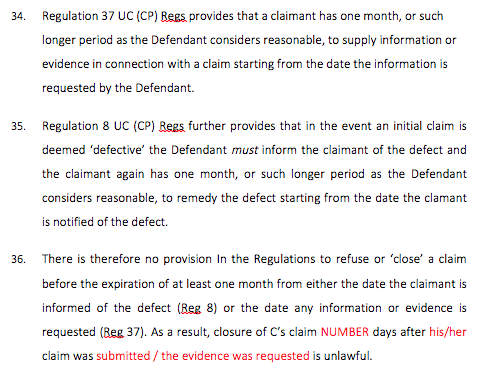 34. Regulation 37 UC (CP) Regs provides that a claimant has one month, or such
longer period as the Defendant considers reasonable, to supply information or
evidence in connection with a claim starting from the date the information is
requested by the Defendant.
35. Regulation 8 UC (CP) Regs further provides that in the event an initial claim is
deemed ‘defective’ the Defendant must inform the claimant of the defect and
the claimant again has one month, or such longer period as the Defendant
considers reasonable, to remedy the defect starting from the date the clamant
is notified of the defect.
36. There is therefore no provision In the Regulations to refuse or ‘close’ a claim
before the expiration of at least one month from either the date the claimant is
informed of the defect (Reg 8) or the date any information or evidence is
requested (Reg 37). As a result, closure of C’s claim NUMBER days after his/her
claim was submitted / the evidence was requested is unlawful.